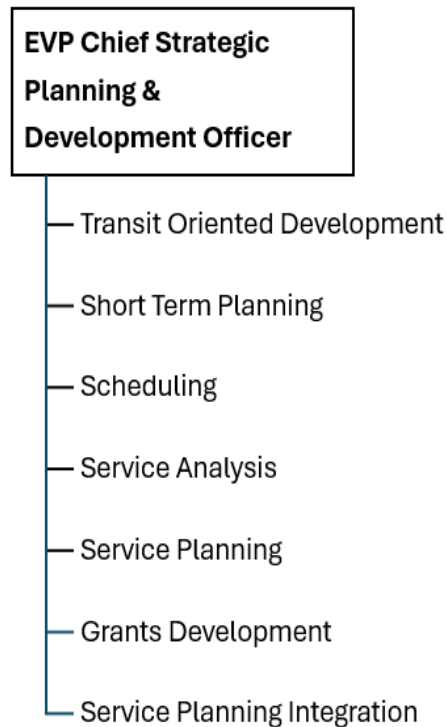 EVP Chief Strategic
Planning &
Development Officer
Transit Oriented Development
Short Term Planning
Scheduling
Service Analysis
Service Planning
Grants Development
Service Planning Integration